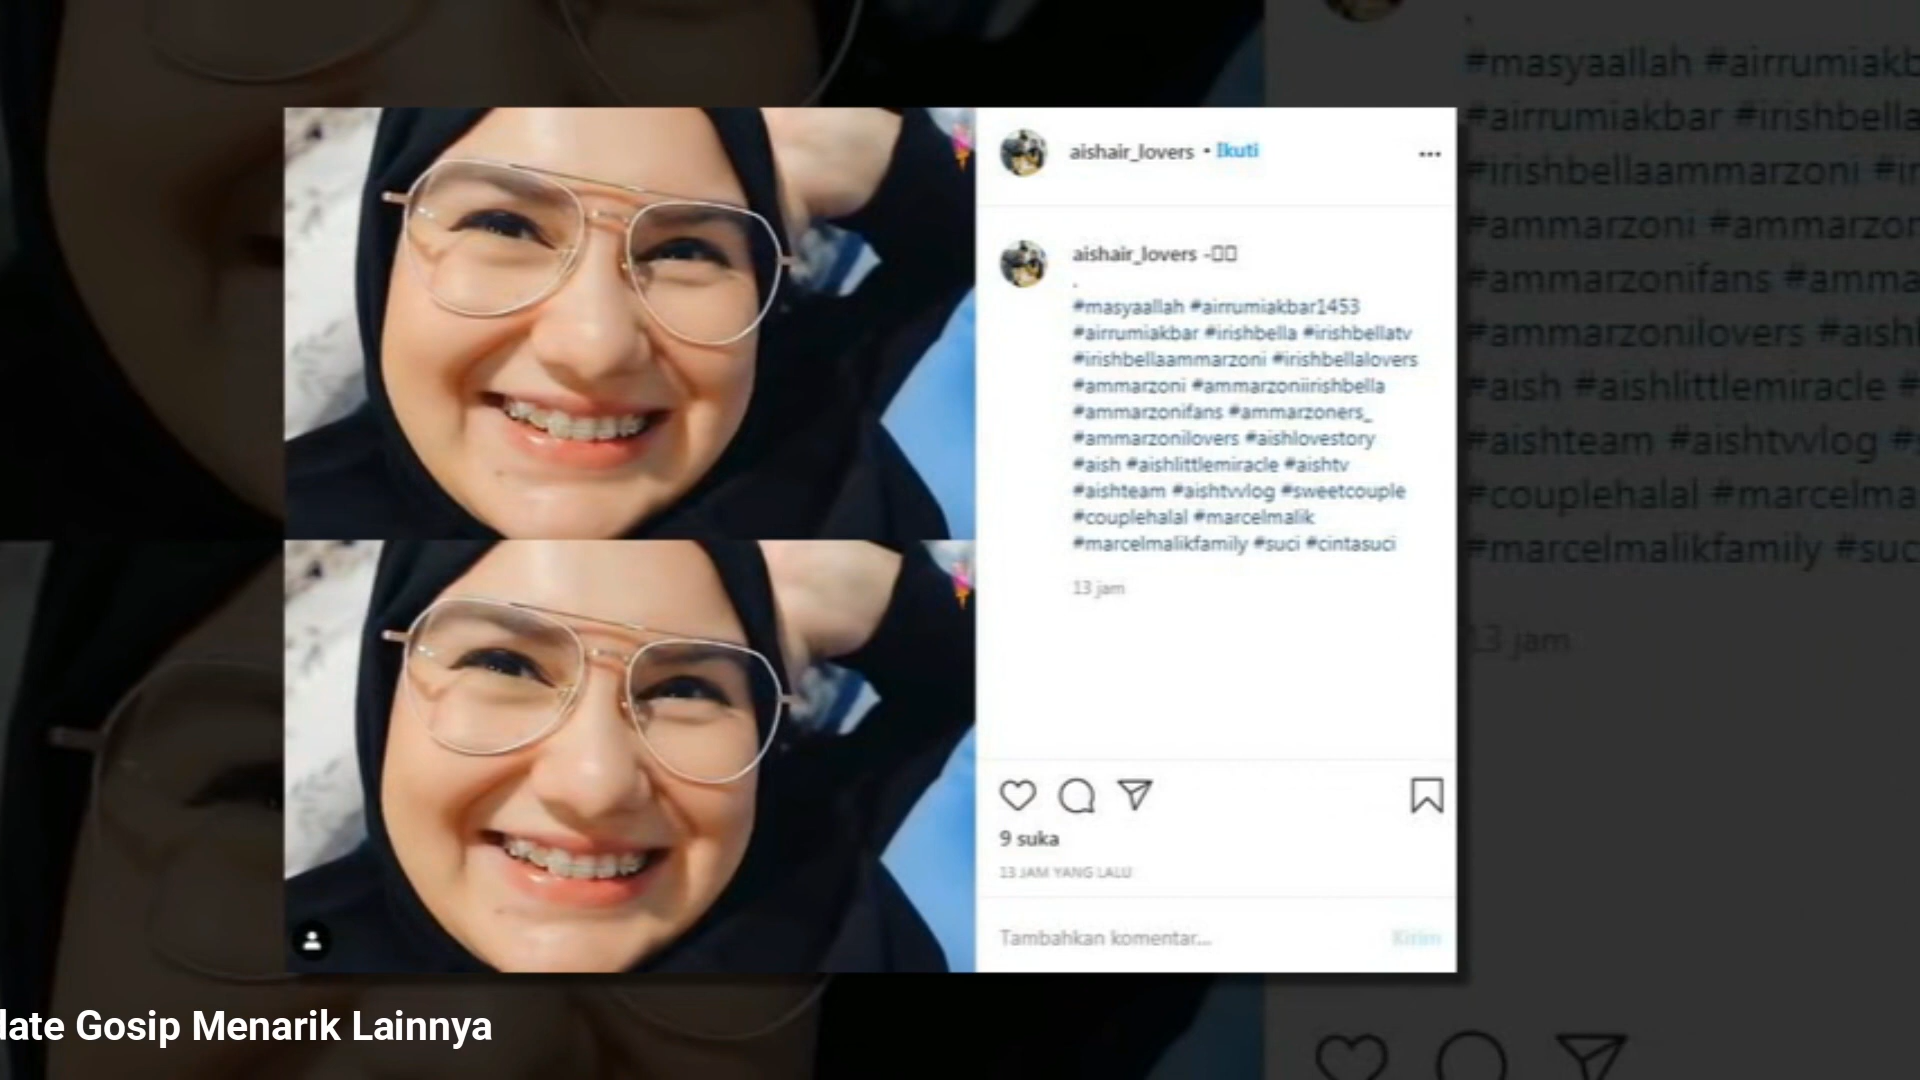 aishair_lovers • Ikuti
aishair_lovers -
.
#masyaallah #airrumiakbar1453
#airrumiakbar #irishbella #irishbellatv
#irishbellaammarzoni #irishbellalovers
#ammarzoni #ammarzoniirishbella
#ammarzonifans #ammarzoners_
#ammarzonilovers #aishlovestory
#aish #aishlittlemiracle #aishtv
#aishteam #aishtvvlog #sweetcouple
#couplehalal #marcelmalik
#marcelmalikfamily #suci #cintasuci
13 jam
9 suka
13 JAM YANG LALU
Tambahkan komentar...
Kirim
#masyaallah #airrumiakb
#airrumiakbar #irishbella
#irishbellaammarzoni #ir
#ammarzoni #ammarzon
#ammarzonifans #amma
#ammarzonilovers #aishl
#aish #aishlittlemiracle #
#aishteam #aishtvvlog #s
#couplehalal #marcelma
#marcelmalikfamily #suc
13 jam
date Gosip Menarik Lainnya